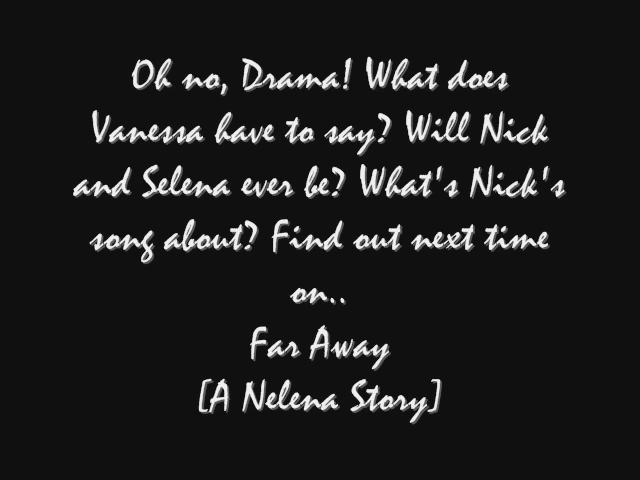 Oh no, Drama! What does
Vanessa have to say? Will Nick
and Selena ever be? What's Nick's
song about? Find out next time
on..
Far Away
[A Nelena Story]